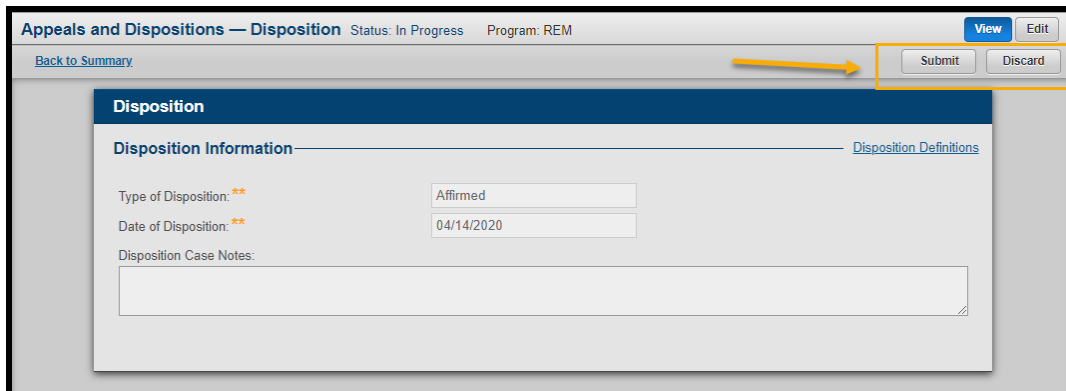 Appeals and Dispositions — Disposition Status: In Progress Program: REM View Edit
Back to Summary Submit Discard
Disposition
Disposition Information Disposition Definitions
Type of Disposition:** Affirmed
Date of Disposition:** 04/14/2020
Disposition Case Notes: